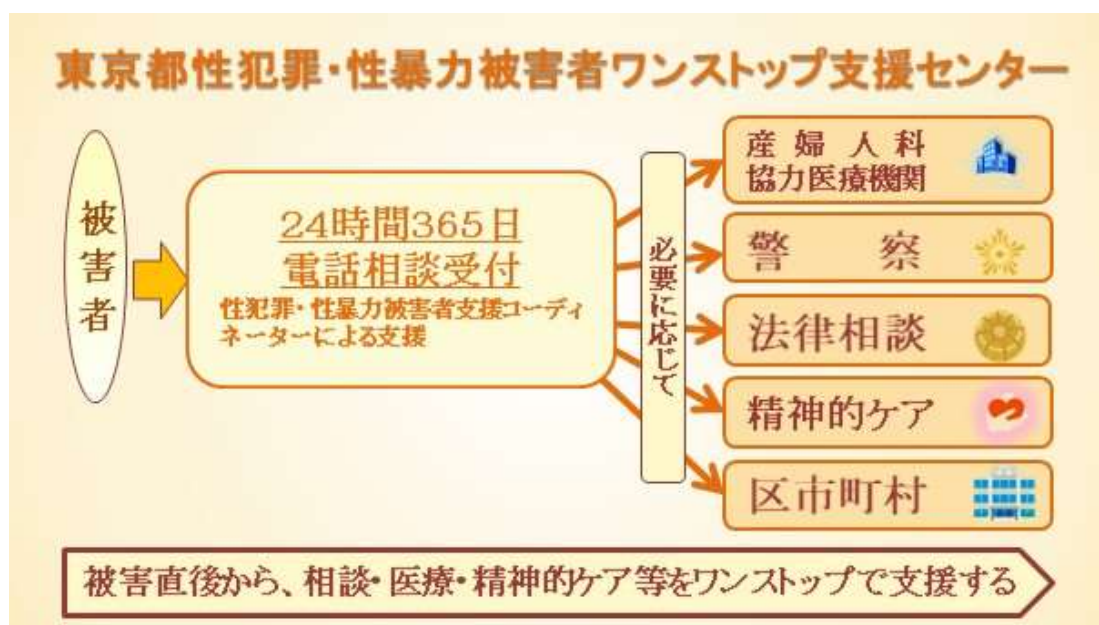 東京都性犯罪・性暴力被害者ワンストップ支援センター
被害者
24時間365日
電話相談受付
性犯罪・性暴力被害者支援コーディ
ネーターによる支援
必要に応じて
産婦人科
協力医療機関
警察
法律相談
精神的ケア
区市町村
被害直後から、相談・医療・精神的ケア等をワンストップで支援する